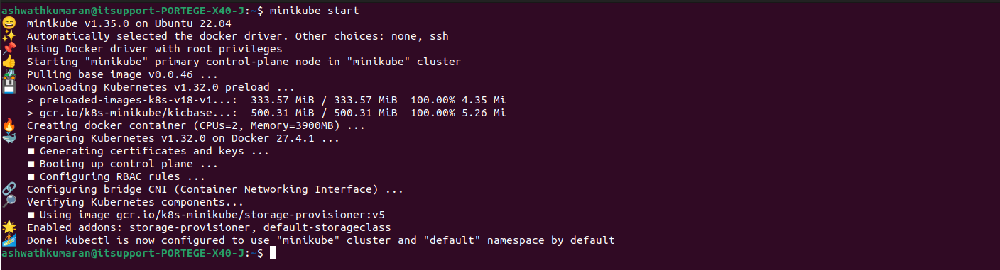 ashwathkumaran@itsupport-PORTEGE-X40-J:~$ minikube start
😄 minikube v1.35.0 on Ubuntu 22.04
✨ Automatically selected the docker driver. Other choices: none, ssh
📌 Using Docker driver with root privileges
👍 Starting "minikube" primary control-plane node in "minikube" cluster
🚜 Pulling base image v0.0.46 ...
💾 Downloading Kubernetes v1.32.0 preload ...
> preloaded-images-k8s-v18-v1...: 333.57 MiB / 333.57 MiB 100.00% 4.35 Mi
> gcr.io/k8s-minikube/kicbase...: 500.31 MiB / 500.31 MiB 100.00% 5.26 Mi
🔥 Creating docker container (CPUs=2, Memory=3900MB) ...
🐳 Preparing Kubernetes v1.32.0 on Docker 27.4.1 ...
▪ Generating certificates and keys ...
▪ Booting up control plane ...
▪ Configuring RBAC rules ...
🔗 Configuring bridge CNI (Container Networking Interface) ...
🔎 Verifying Kubernetes components...
▪ Using image gcr.io/k8s-minikube/storage-provisioner:v5
🌟 Enabled addons: storage-provisioner, default-storageclass
🏄 Done! kubectl is now configured to use "minikube" cluster and "default" namespace by default
ashwathkumaran@itsupport-PORTEGE-X40-J:~$